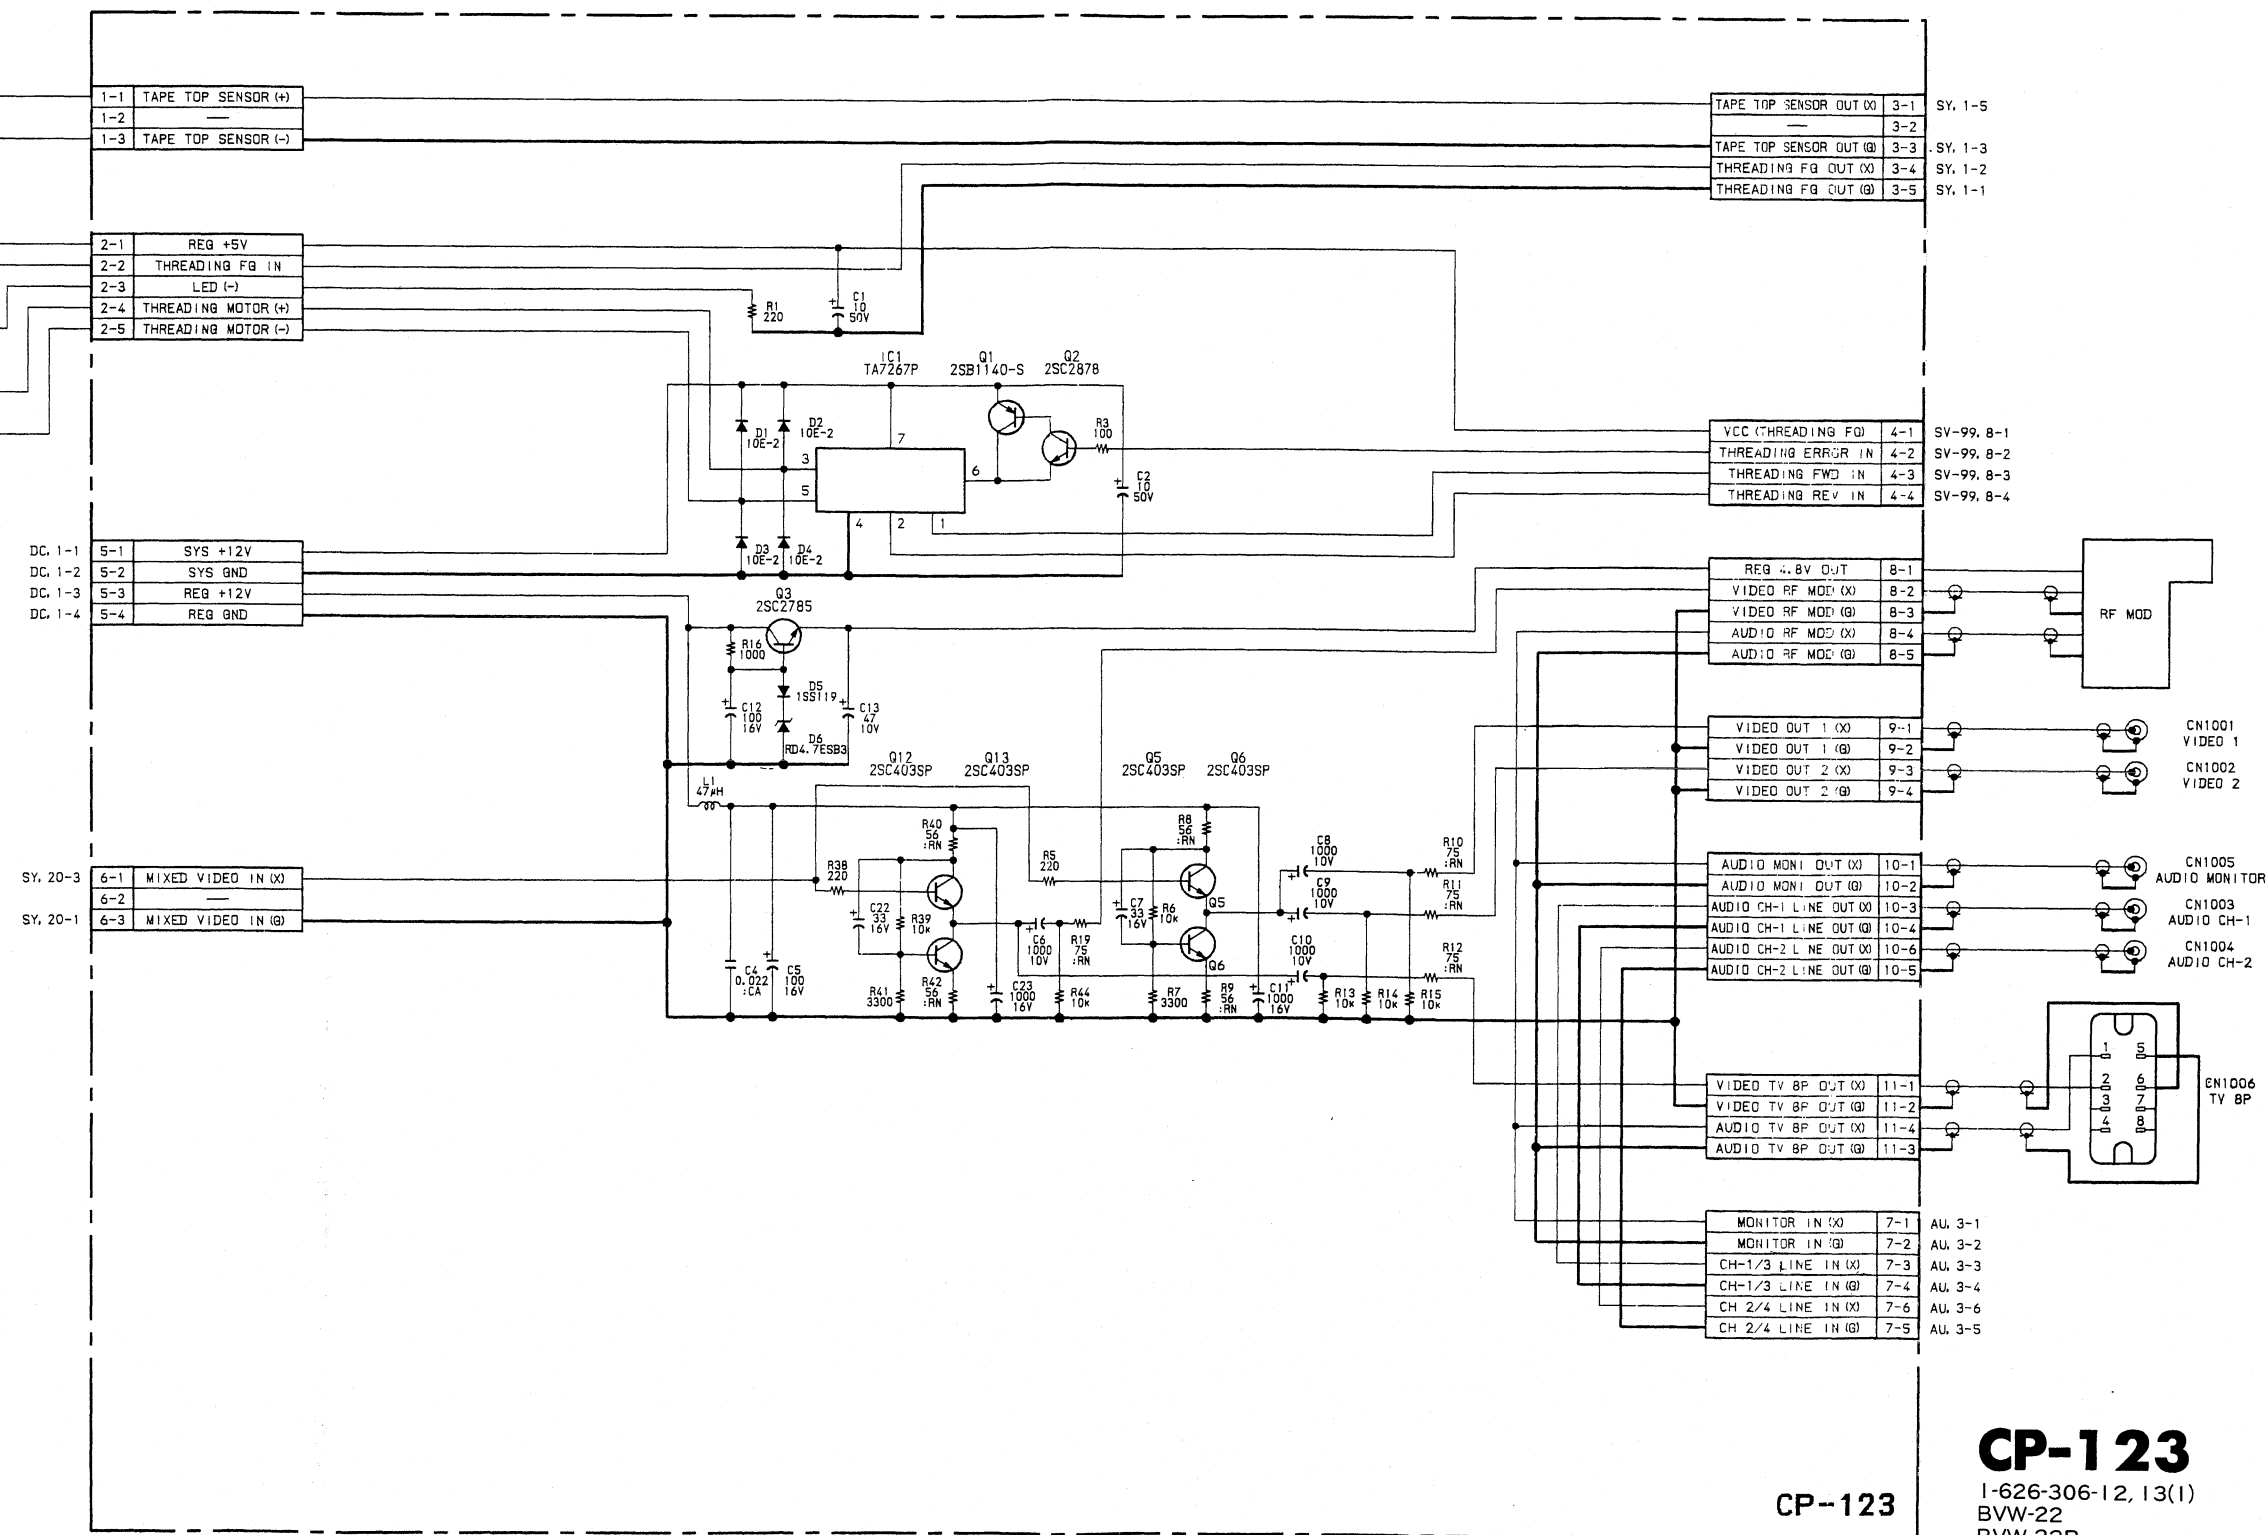 1-1 TAPE TOP SENSOR (+)
1-2 —
1-3 TAPE TOP SENSOR (-)
TAPE TOP SENSOR OUT (X) 3-1 SY. 1-5
— 3-2
TAPE TOP SENSOR OUT (G) 3-3 SY. 1-3
THREADING FG OUT (X) 3-4 SY. 1-2
THREADING FG OUT (G) 3-5 SY. 1-1
2-1 REG +5V
2-2 THREADING FG IN
2-3 LED (-)
2-4 THREADING MOTOR (+)
2-5 THREADING MOTOR (-)
R1
220
C1
10
50V
IC1
TA7267P
Q1
2SB1140-S
Q2
2SC2878
D1
10E-2
D2
10E-2
R3
100
7
3
5
6
4
2
1
C2
10
50V
D3
10E-2
D4
10E-2
VCC (THREADING FG) 4-1 SV-99. 8-1
THREADING ERROR IN 4-2 SV-99. 8-2
THREADING FWD IN 4-3 SV-99. 8-3
THREADING REV IN 4-4 SV-99. 8-4
DC. 1-1 5-1 SYS +12V
DC. 1-2 5-2 SYS GND
DC. 1-3 5-3 REG +12V
DC. 1-4 5-4 REG GND
Q3
2SC2785
R16
1000
D5
1SS119
C12
100
16V
C13
47
10V
D6
RD4.7ESB3
REG 4.8V OUT 8-1
VIDEO RF MOD (X) 8-2
VIDEO RF MOD (G) 8-3
AUDIO RF MOD (X) 8-4
AUDIO RF MOD (G) 8-5
RF MOD
VIDEO OUT 1 (X) 9-1
VIDEO OUT 1 (G) 9-2
VIDEO OUT 2 (X) 9-3
VIDEO OUT 2 (G) 9-4
CN1001
VIDEO 1
CN1002
VIDEO 2
L1
47μH
Q12
2SC403SP
Q13
2SC403SP
Q5
2SC403SP
Q6
2SC403SP
SY. 20-3 6-1 MIXED VIDEO IN (X)
6-2 —
SY. 20-1 6-3 MIXED VIDEO IN (G)
R40
56
:RN
R38
220
C22
33
16V
R39
10k
R5
220
C6
1000
10V
R19
75
:RN
C4
0.022
:CA
C5
100
16V
R41
3300
R42
56
:RN
C23
1000
16V
R44
10k
R8
56
:RN
C7
33
16V
R6
10k
Q5
Q6
R7
3300
R9
56
:RN
C11
1000
16V
C8
1000
10V
C9
1000
10V
C10
1000
10V
R10
75
:RN
R11
75
:RN
R12
75
:RN
R13
10k
R14
10k
R15
10k
AUDIO MONI OUT (X) 10-1
AUDIO MONI OUT (G) 10-2
AUDIO CH-1 LINE OUT (X) 10-3
AUDIO CH-1 LINE OUT (G) 10-4
AUDIO CH-2 LINE OUT (X) 10-6
AUDIO CH-2 LINE OUT (G) 10-5
CN1005
AUDIO MONITOR
CN1003
AUDIO CH-1
CN1004
AUDIO CH-2
VIDEO TV 8P OUT (X) 11-1
VIDEO TV 8P OUT (G) 11-2
AUDIO TV 8P OUT (X) 11-4
AUDIO TV 8P OUT (G) 11-3
1 5
2 6
3 7
4 8
CN1006
TV 8P
MONITOR IN (X) 7-1 AU. 3-1
MONITOR IN (G) 7-2 AU. 3-2
CH-1/3 LINE IN (X) 7-3 AU. 3-3
CH-1/3 LINE IN (G) 7-4 AU. 3-4
CH 2/4 LINE IN (X) 7-6 AU. 3-6
CH 2/4 LINE IN (G) 7-5 AU. 3-5
CP-123
CP-123
1-626-306-12, 13(1)
BVW-22